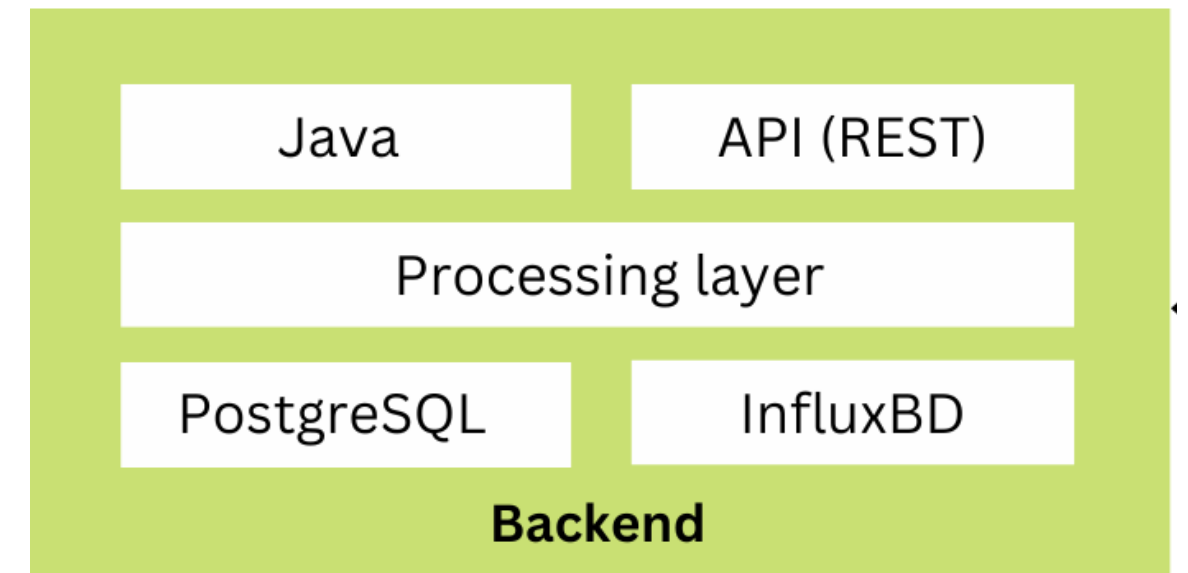 Java
API (REST)
Processing layer
PostgreSQL
InfluxBD
Backend